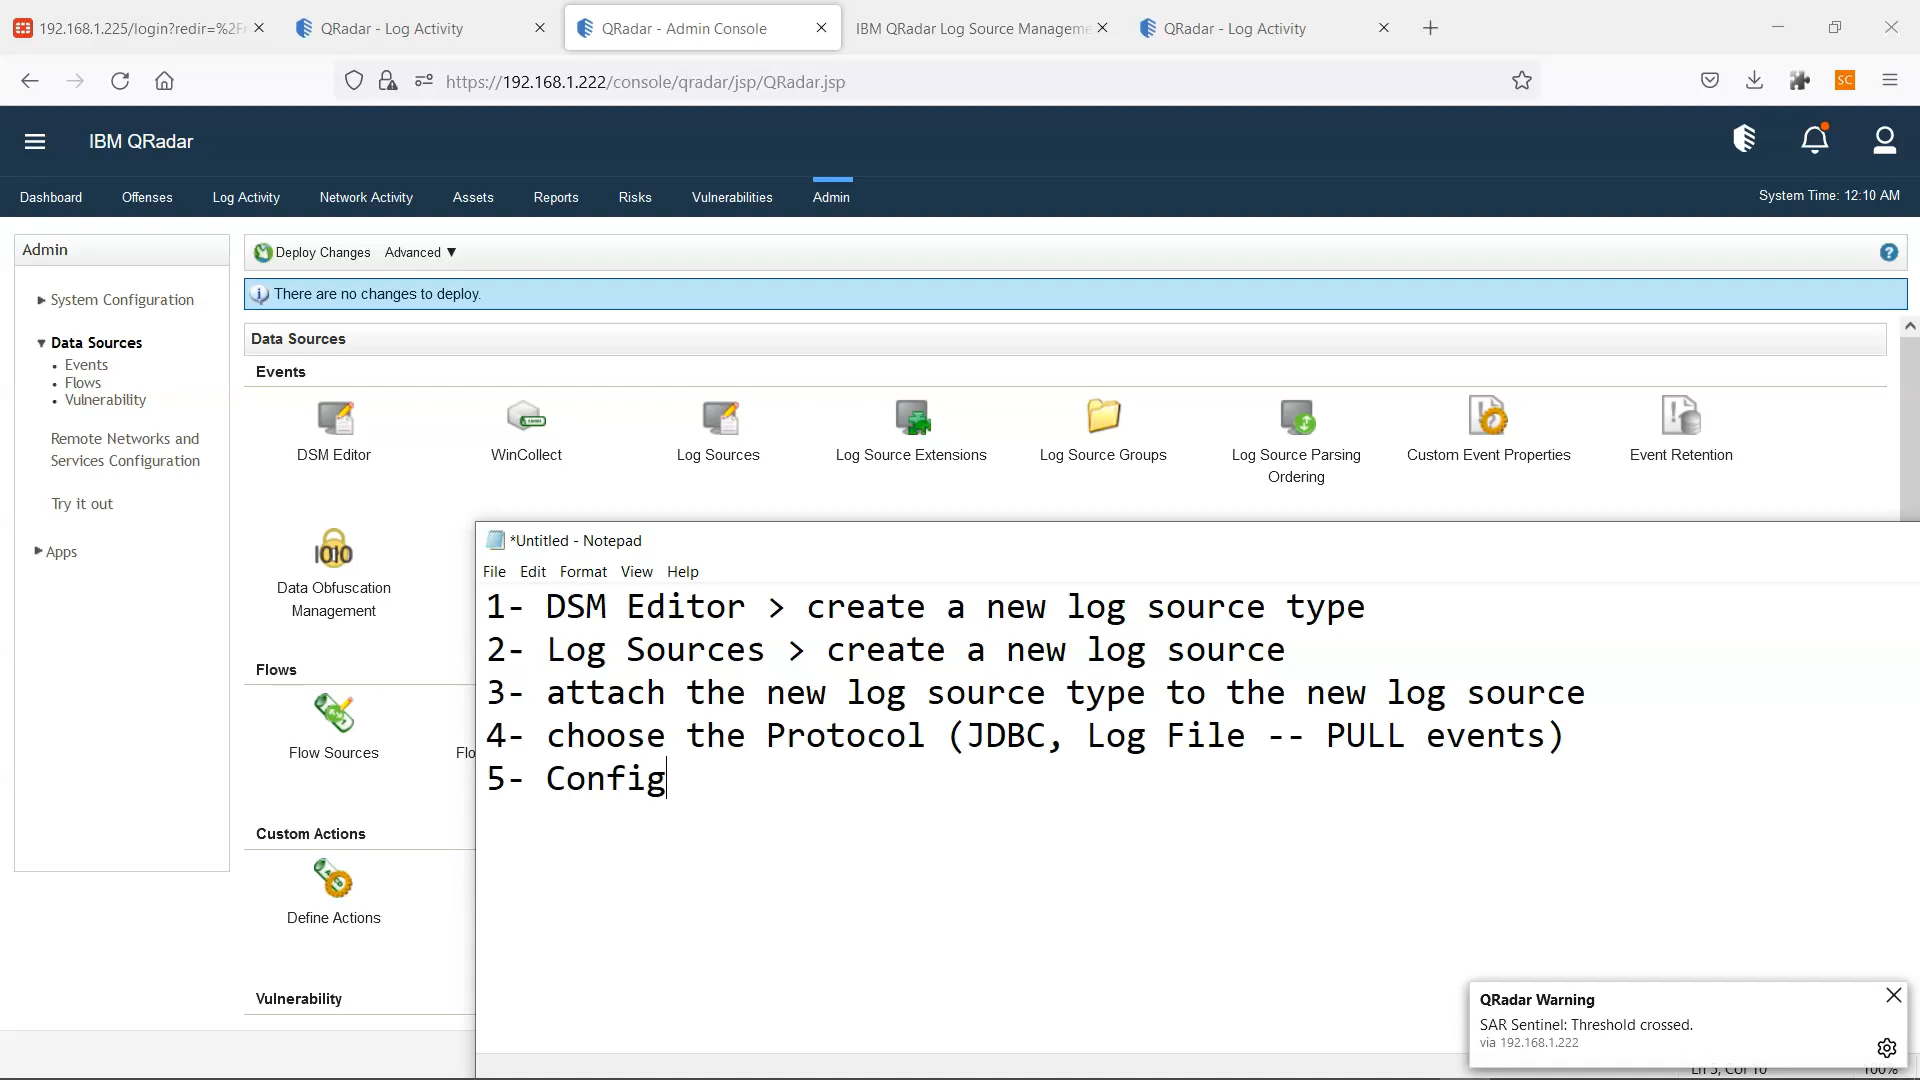 192.168.1.225/login?redir=%2F
QRadar - Log Activity
QRadar - Admin Console
IBM QRadar Log Source Manageme
QRadar - Log Activity
https://192.168.1.222/console/qradar/jsp/QRadar.jsp
SC
IBM QRadar
Dashboard
Offenses
Log Activity
Network Activity
Assets
Reports
Risks
Vulnerabilities
Admin
System Time: 12:10 AM
Admin
System Configuration
Data Sources
Events
Flows
Vulnerability
Remote Networks and
Services Configuration
Try it out
Apps
Deploy Changes
Advanced ▼
There are no changes to deploy.
Data Sources
Events
DSM Editor
WinCollect
Log Sources
Log Source Extensions
Log Source Groups
Log Source Parsing
Ordering
Custom Event Properties
Event Retention
1010
Data Obfuscation
Management
Flows
Flow Sources
Flo
Custom Actions
Define Actions
Vulnerability
*Untitled - Notepad
File Edit Format View Help
1- DSM Editor > create a new log source type
2- Log Sources > create a new log source
3- attach the new log source type to the new log source
4- choose the Protocol (JDBC, Log File -- PULL events)
5- Config
QRadar Warning
SAR Sentinel: Threshold crossed.
via 192.168.1.222
Ln 5, Col 10
100%